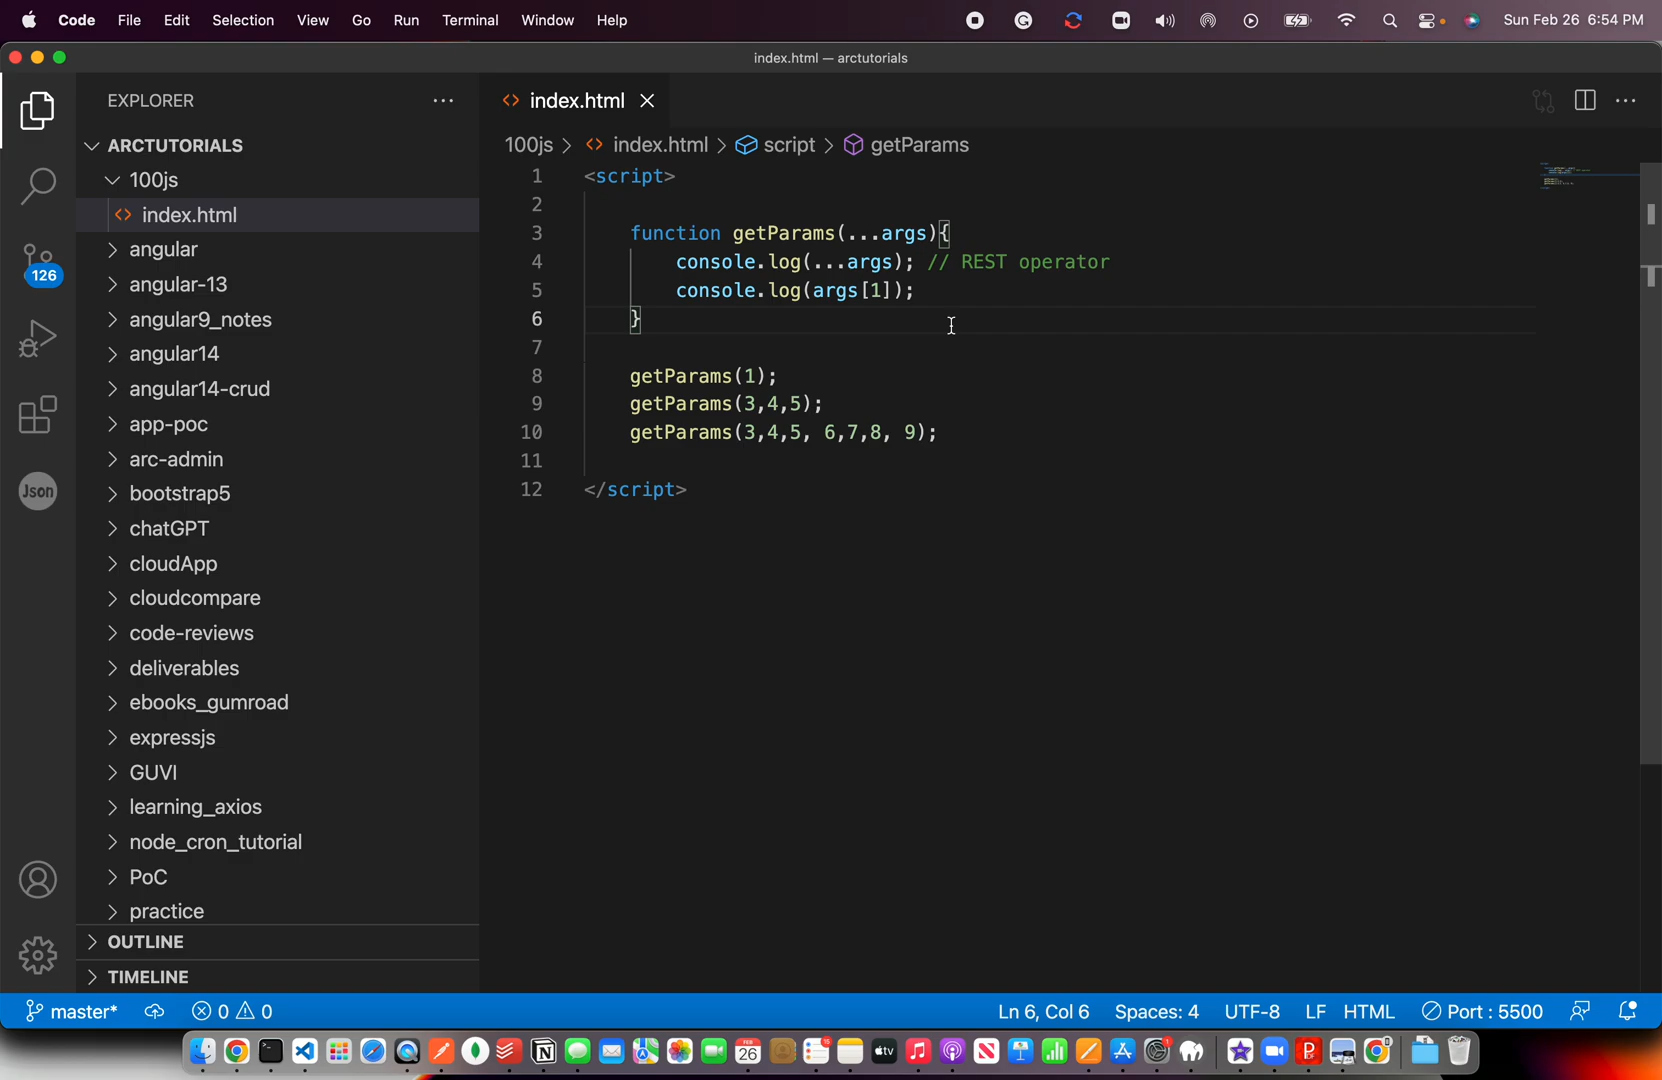 Code File Edit Selection View Go Run Terminal Window Help Sun Feb 26 6:54 PM
index.html — arctutorials
EXPLORER
ARCTUTORIALS
100js
index.html
angular
angular-13
angular9_notes
angular14
angular14-crud
app-poc
arc-admin
bootstrap5
chatGPT
cloudApp
cloudcompare
code-reviews
deliverables
ebooks_gumroad
expressjs
GUVI
learning_axios
node_cron_tutorial
PoC
practice
OUTLINE
TIMELINE
126
Json
index.html
100js > index.html > script > getParams
1 <script>
2
3 function getParams(...args){
4 console.log(...args); // REST operator
5 console.log(args[1]);
6 }
7
8 getParams(1);
9 getParams(3,4,5);
10 getParams(3,4,5, 6,7,8, 9);
11
12 </script>
master* 0 0 Ln 6, Col 6 Spaces: 4 UTF-8 LF HTML Port : 5500
FEB
26
15
tv
1